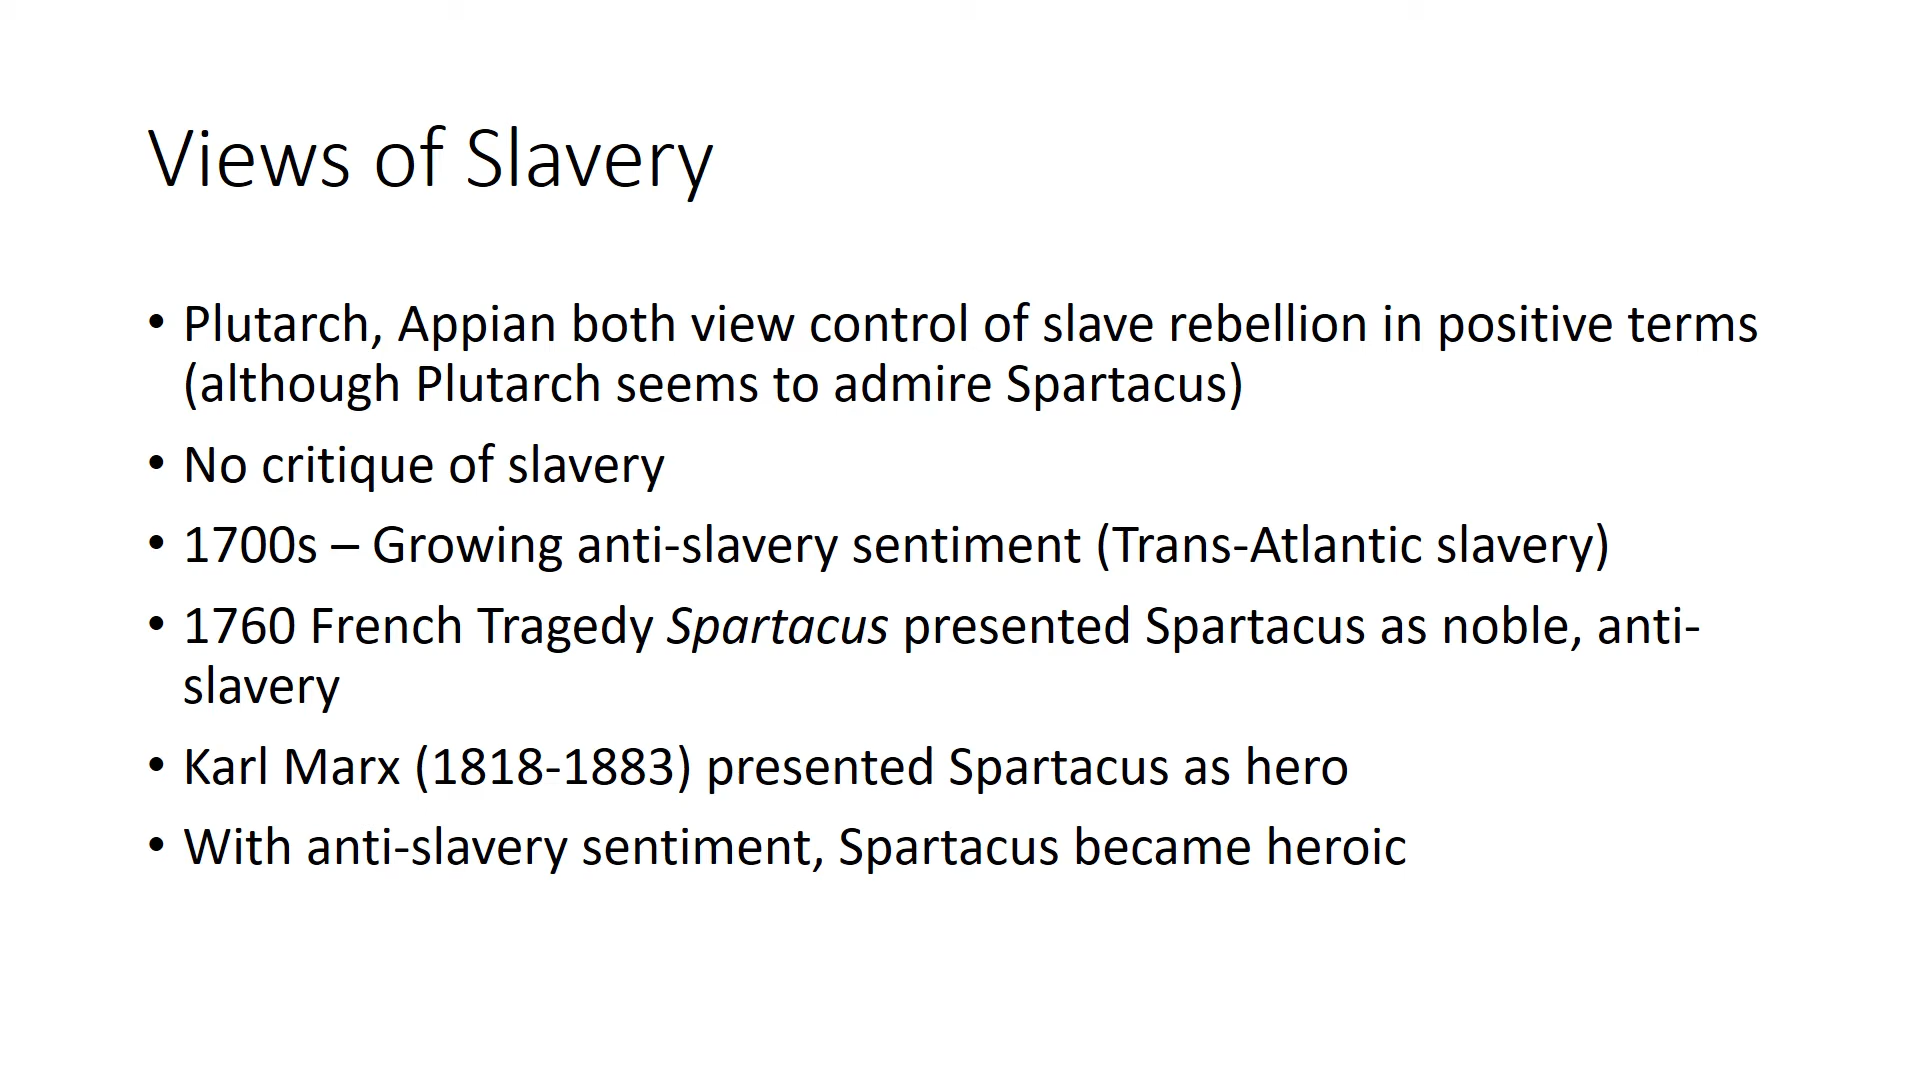 Views of Slavery
• Plutarch, Appian both view control of slave rebellion in positive terms
(although Plutarch seems to admire Spartacus)
• No critique of slavery
• 1700s – Growing anti-slavery sentiment (Trans-Atlantic slavery)
• 1760 French Tragedy Spartacus presented Spartacus as noble, anti-
slavery
• Karl Marx (1818-1883) presented Spartacus as hero
• With anti-slavery sentiment, Spartacus became heroic